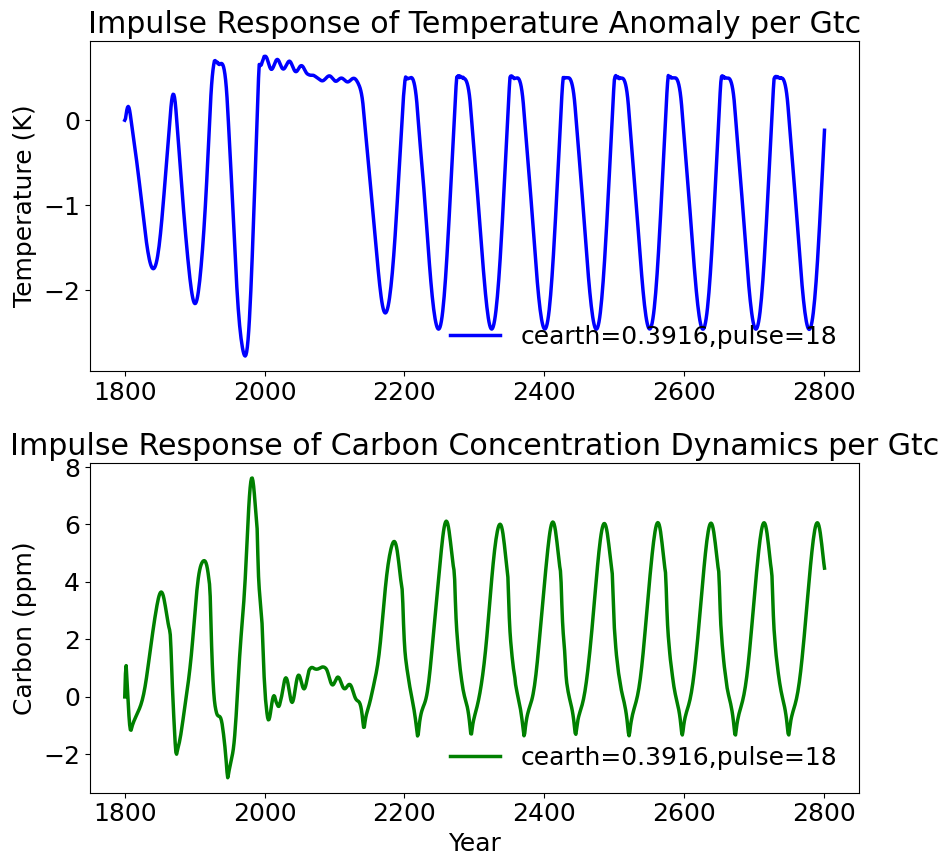 Impulse Response of Temperature Anomaly per Gtc
Temperature (K)
0
−1
−2
cearth=0.3916,pulse=18
1800 2000 2200 2400 2600 2800
Impulse Response of Carbon Concentration Dynamics per Gtc
Carbon (ppm)
8
6
4
2
0
−2
cearth=0.3916,pulse=18
1800 2000 2200 2400 2600 2800
Year